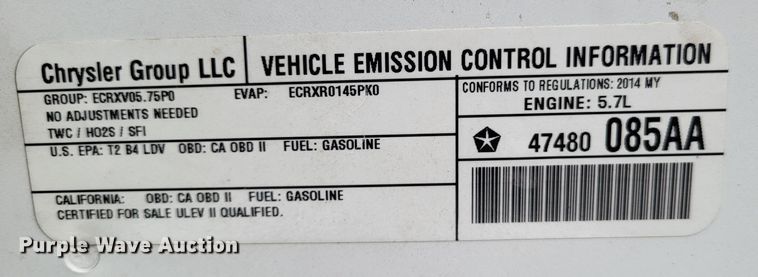 Chrysler Group LLC
VEHICLE EMISSION CONTROL INFORMATION
GROUP: ECRXV05.75P0 EVAP: ECRXR0145PK0
NO ADJUSTMENTS NEEDED
TWC / HO2S / SFI
CONFORMS TO REGULATIONS: 2014 MY
ENGINE: 5.7L
U.S. EPA: T2 B4 LDV OBD: CA OBD II FUEL: GASOLINE
47480 085AA
CALIFORNIA: OBD: CA OBD II FUEL: GASOLINE
CERTIFIED FOR SALE ULEV II QUALIFIED.
Purple Wave Auction